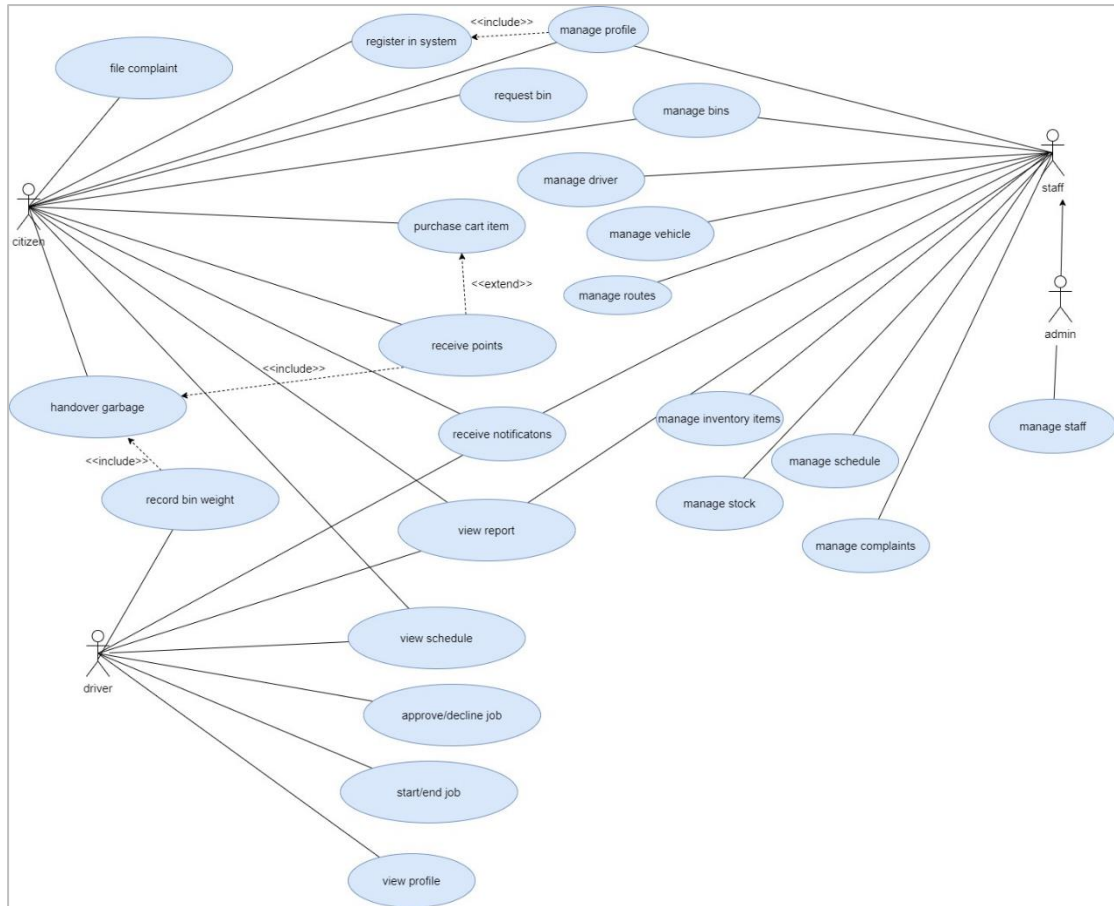 <<include>>
register in system
manage profile
file complaint
request bin
manage bins
manage driver
staff
citizen
purchase cart item
manage vehicle
<<extend>>
manage routes
admin
receive points
<<include>>
handover garbage
manage inventory items
manage staff
receive notificatons
<<include>>
manage schedule
record bin weight
manage stock
view report
manage complaints
view schedule
driver
approve/decline job
start/end job
view profile